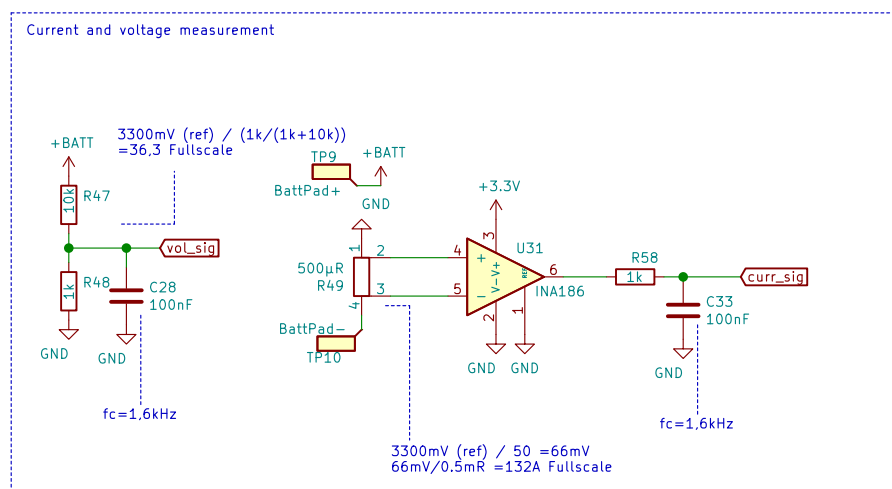 Current and voltage measurement
3300mV (ref) / (1k/(1k+10k))
=36,3 Fullscale
+BATT
R47
10k
vol_sig
R48
1k
C28
100nF
GND
GND
fc=1,6kHz
TP9
+BATT
BattPad+
GND
1
2
500µR
R49
3
4
BattPad-
TP10
+3.3V
3
U31
4
+
V+
REF
6
INA186
5
-
V-
2
1
GND
GND
R58
1k
curr_sig
C33
100nF
GND
fc=1,6kHz
3300mV (ref) / 50 =66mV
66mV/0.5mR =132A Fullscale